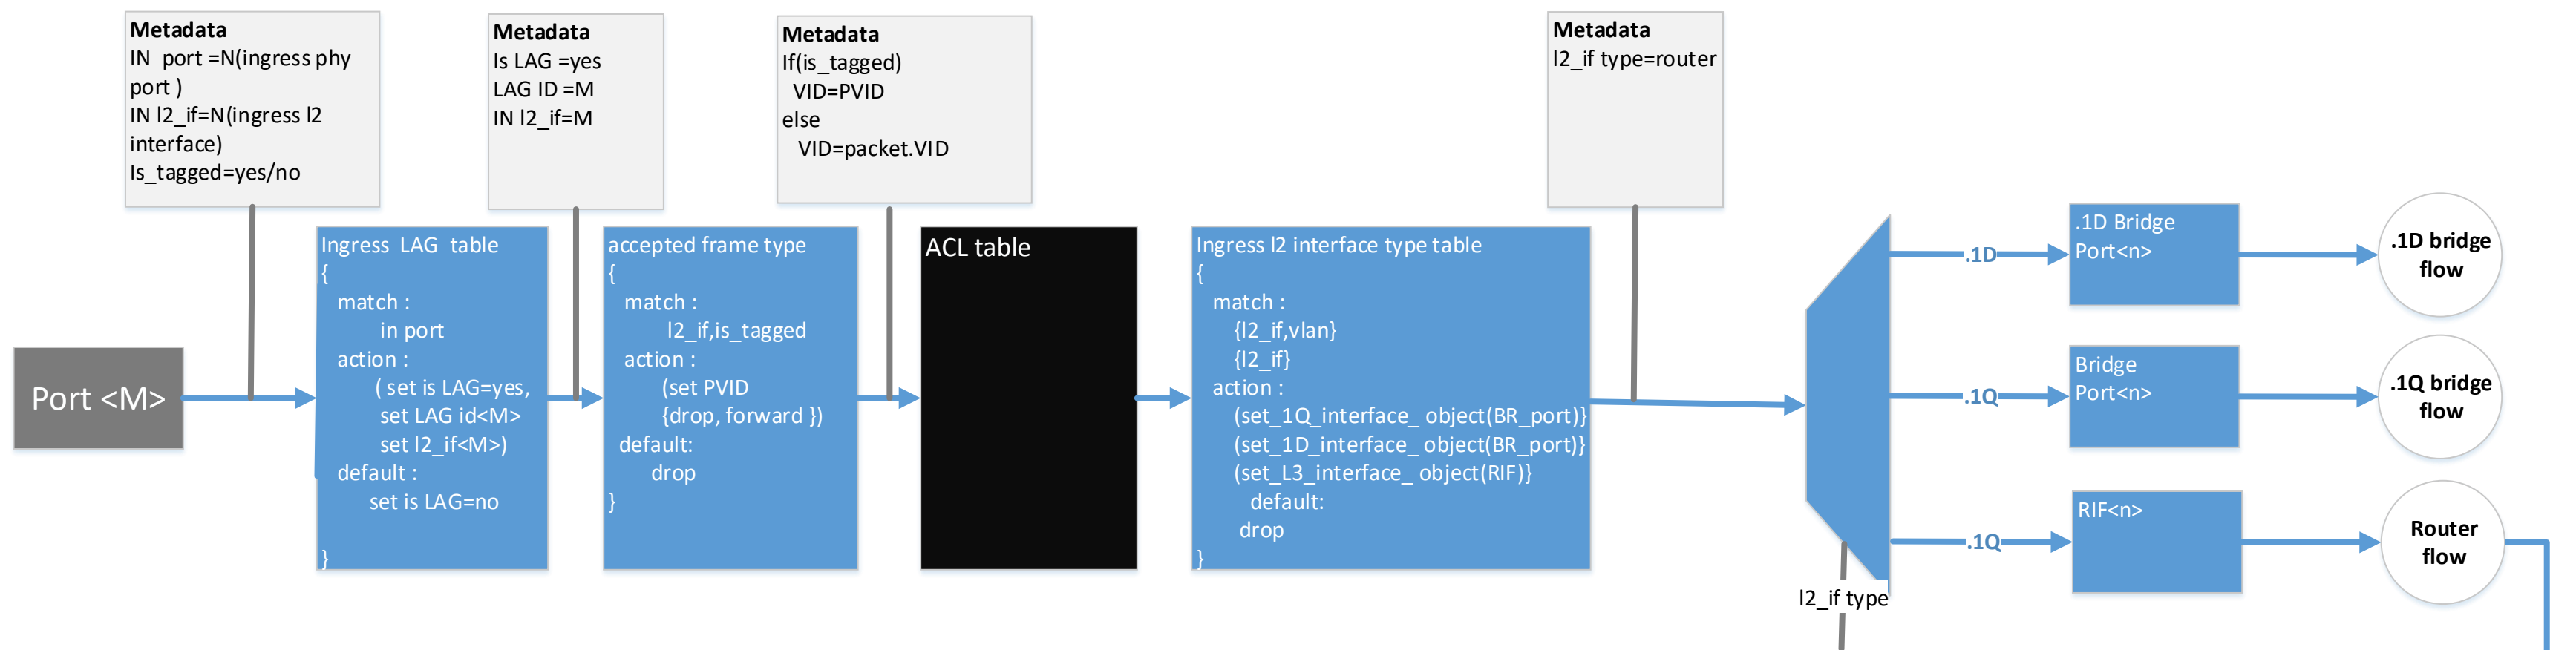 Metadata
IN  port =N(ingress phy
port )
IN l2_if=N(ingress l2
interface)
Is_tagged=yes/no
Metadata
Is LAG =yes
LAG ID =M
IN l2_if=M
Metadata
If(is_tagged)
VID=PVID
else
VID=packet.VID
Metadata
l2_if type=router
Port <M>
Ingress  LAG  table
{
match :
in port
action :
( set is LAG=yes,
set LAG id<M>
set l2_if<M>)
default :
set is LAG=no
}
accepted frame type
{
match :
l2_if,is_tagged
action :
(set PVID
{drop, forward })
default:
drop
}
ACL table
Ingress l2 interface type table
{
match :
{l2_if,vlan}
{l2_if}
action :
(set_1Q_interface_ object(BR_port)}
(set_1D_interface_ object(BR_port)}
(set_L3_interface_ object(RIF)}
default:
drop
}
l2_if type
.1D
.1D Bridge
Port<n>
.1D bridge
flow
.1Q
Bridge
Port<n>
.1Q bridge
flow
.1Q
RIF<n>
Router
flow